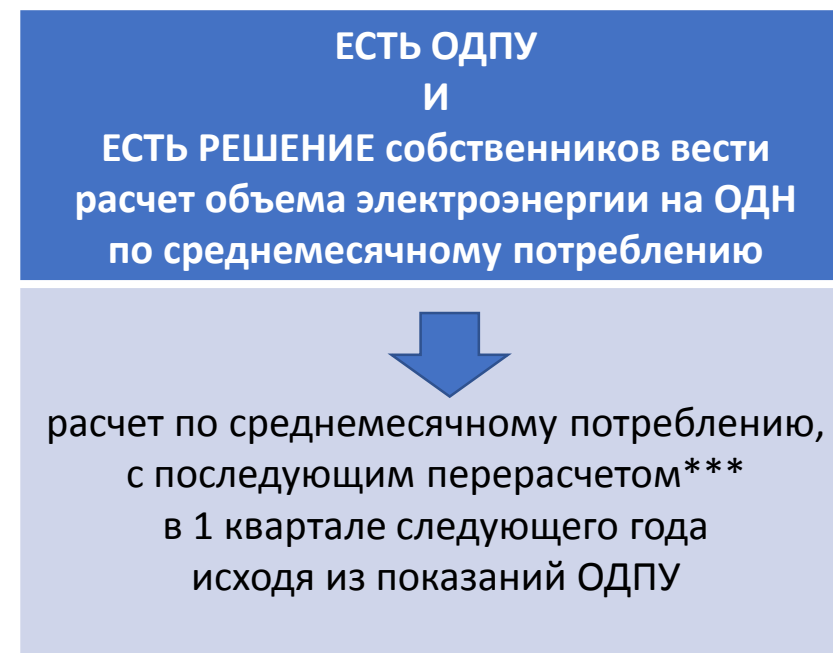 ЕСТЬ ОДПУ
И
ЕСТЬ РЕШЕНИЕ собственников вести
расчет объема электроэнергии на ОДН
по среднемесячному потреблению
расчет по среднемесячному потреблению,
с последующим перерасчетом***
в 1 квартале следующего года
исходя из показаний ОДПУ